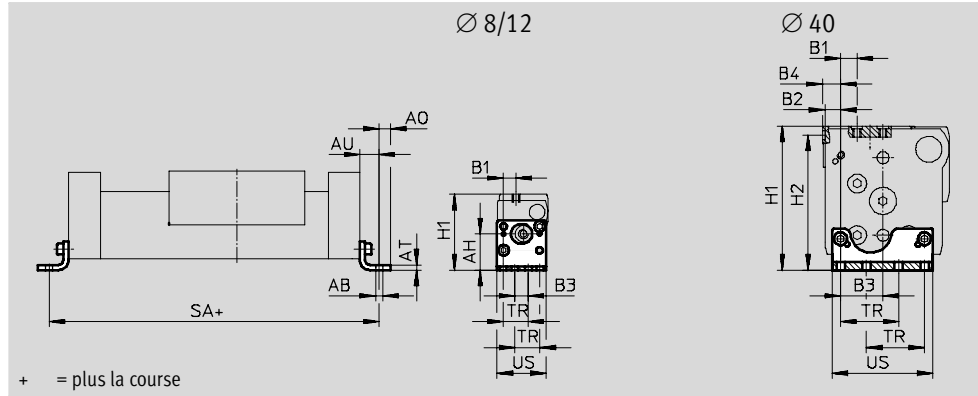 ∅ 8/12
∅ 40
AO
AU
AT
AB
SA+
B1
H1
AH
B3
TR
TR
US
B1
B4
B2
H1
H2
B3
TR
TR
US
+ = plus la course